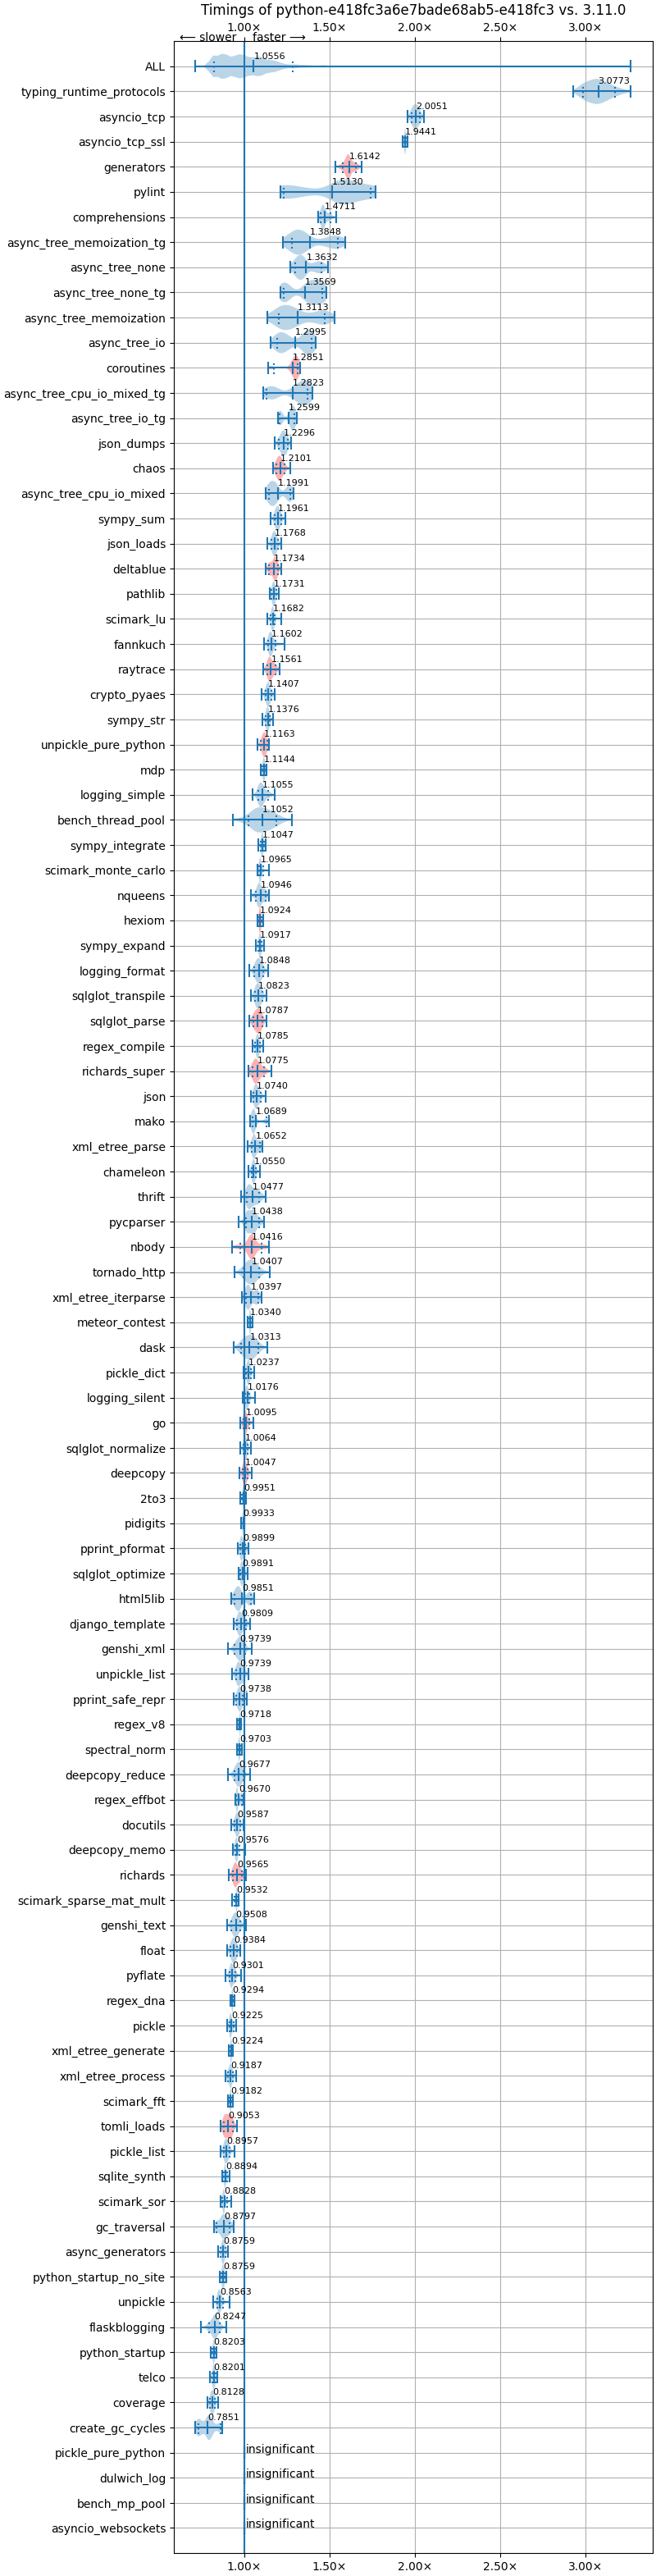 Timings of python-e418fc3a6e7bade68ab5-e418fc3 vs. 3.11.0
1.00× 1.50× 2.00× 2.50× 3.00×
⟵ slower faster ⟶
ALL 1.0556
typing_runtime_protocols 3.0773
asyncio_tcp 2.0051
asyncio_tcp_ssl 1.9441
generators 1.6142
pylint 1.5130
comprehensions 1.4711
async_tree_memoization_tg 1.3848
async_tree_none 1.3632
async_tree_none_tg 1.3569
async_tree_memoization 1.3113
async_tree_io 1.2995
coroutines 1.2851
async_tree_cpu_io_mixed_tg 1.2823
async_tree_io_tg 1.2599
json_dumps 1.2296
chaos 1.2101
async_tree_cpu_io_mixed 1.1991
sympy_sum 1.1961
json_loads 1.1768
deltablue 1.1734
pathlib 1.1731
scimark_lu 1.1682
fannkuch 1.1602
raytrace 1.1561
crypto_pyaes 1.1407
sympy_str 1.1376
unpickle_pure_python 1.1163
mdp 1.1144
logging_simple 1.1055
bench_thread_pool 1.1052
sympy_integrate 1.1047
scimark_monte_carlo 1.0965
nqueens 1.0946
hexiom 1.0924
sympy_expand 1.0917
logging_format 1.0848
sqlglot_transpile 1.0823
sqlglot_parse 1.0787
regex_compile 1.0785
richards_super 1.0775
json 1.0740
mako 1.0689
xml_etree_parse 1.0652
chameleon 1.0550
thrift 1.0477
pycparser 1.0438
nbody 1.0416
tornado_http 1.0407
xml_etree_iterparse 1.0397
meteor_contest 1.0340
dask 1.0313
pickle_dict 1.0237
logging_silent 1.0176
go 1.0095
sqlglot_normalize 1.0064
deepcopy 1.0047
2to3 0.9951
pidigits 0.9933
pprint_pformat 0.9899
sqlglot_optimize 0.9891
html5lib 0.9851
django_template 0.9809
genshi_xml 0.9739
unpickle_list 0.9739
pprint_safe_repr 0.9738
regex_v8 0.9718
spectral_norm 0.9703
deepcopy_reduce 0.9677
regex_effbot 0.9670
docutils 0.9587
deepcopy_memo 0.9576
richards 0.9565
scimark_sparse_mat_mult 0.9532
genshi_text 0.9508
float 0.9384
pyflate 0.9301
regex_dna 0.9294
pickle 0.9225
xml_etree_generate 0.9224
xml_etree_process 0.9187
scimark_fft 0.9182
tomli_loads 0.9053
pickle_list 0.8957
sqlite_synth 0.8894
scimark_sor 0.8828
gc_traversal 0.8797
async_generators 0.8759
python_startup_no_site 0.8759
unpickle 0.8563
flaskblogging 0.8247
python_startup 0.8203
telco 0.8201
coverage 0.8128
create_gc_cycles 0.7851
pickle_pure_python insignificant
dulwich_log insignificant
bench_mp_pool insignificant
asyncio_websockets insignificant
1.00× 1.50× 2.00× 2.50× 3.00×